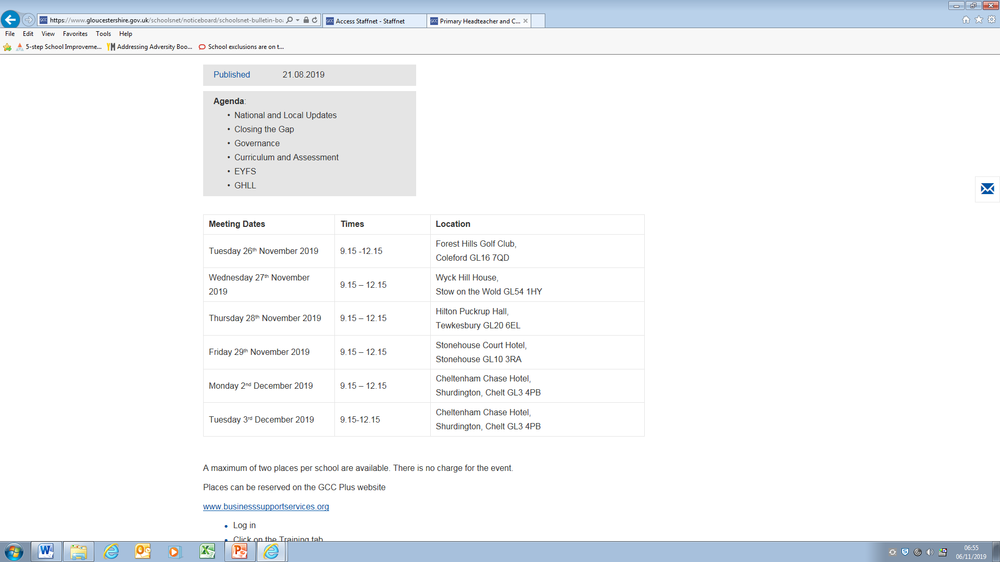 https://www.gloucestershire.gov.uk/schoolsnet/noticeboard/schoolsnet-bulletin-boa
Access Staffnet - Staffnet
Primary Headteacher and C...
File Edit View Favorites Tools Help
5-step School Improveme...
Addressing Adversity Boo...
School exclusions are on t...
Published 21.08.2019
Agenda:
• National and Local Updates
• Closing the Gap
• Governance
• Curriculum and Assessment
• EYFS
• GHLL
Meeting Dates Times Location
Tuesday 26th November 2019 9.15 -12.15 Forest Hills Golf Club,
Coleford GL16 7QD
Wednesday 27th November
2019
9.15 – 12.15
Wyck Hill House,
Stow on the Wold GL54 1HY
Thursday 28th November 2019 9.15 – 12.15 Hilton Puckrup Hall,
Tewkesbury GL20 6EL
Friday 29th November 2019 9.15 – 12.15 Stonehouse Court Hotel,
Stonehouse GL10 3RA
Monday 2nd December 2019 9.15 – 12.15 Cheltenham Chase Hotel,
Shurdington, Chelt GL3 4PB
Tuesday 3rd December 2019 9.15-12.15 Cheltenham Chase Hotel,
Shurdington, Chelt GL3 4PB
A maximum of two places per school are available. There is no charge for the event.
Places can be reserved on the GCC Plus website
www.businesssupportservices.org
• Log in
• Click on the Training tab
06:55
06/11/2019